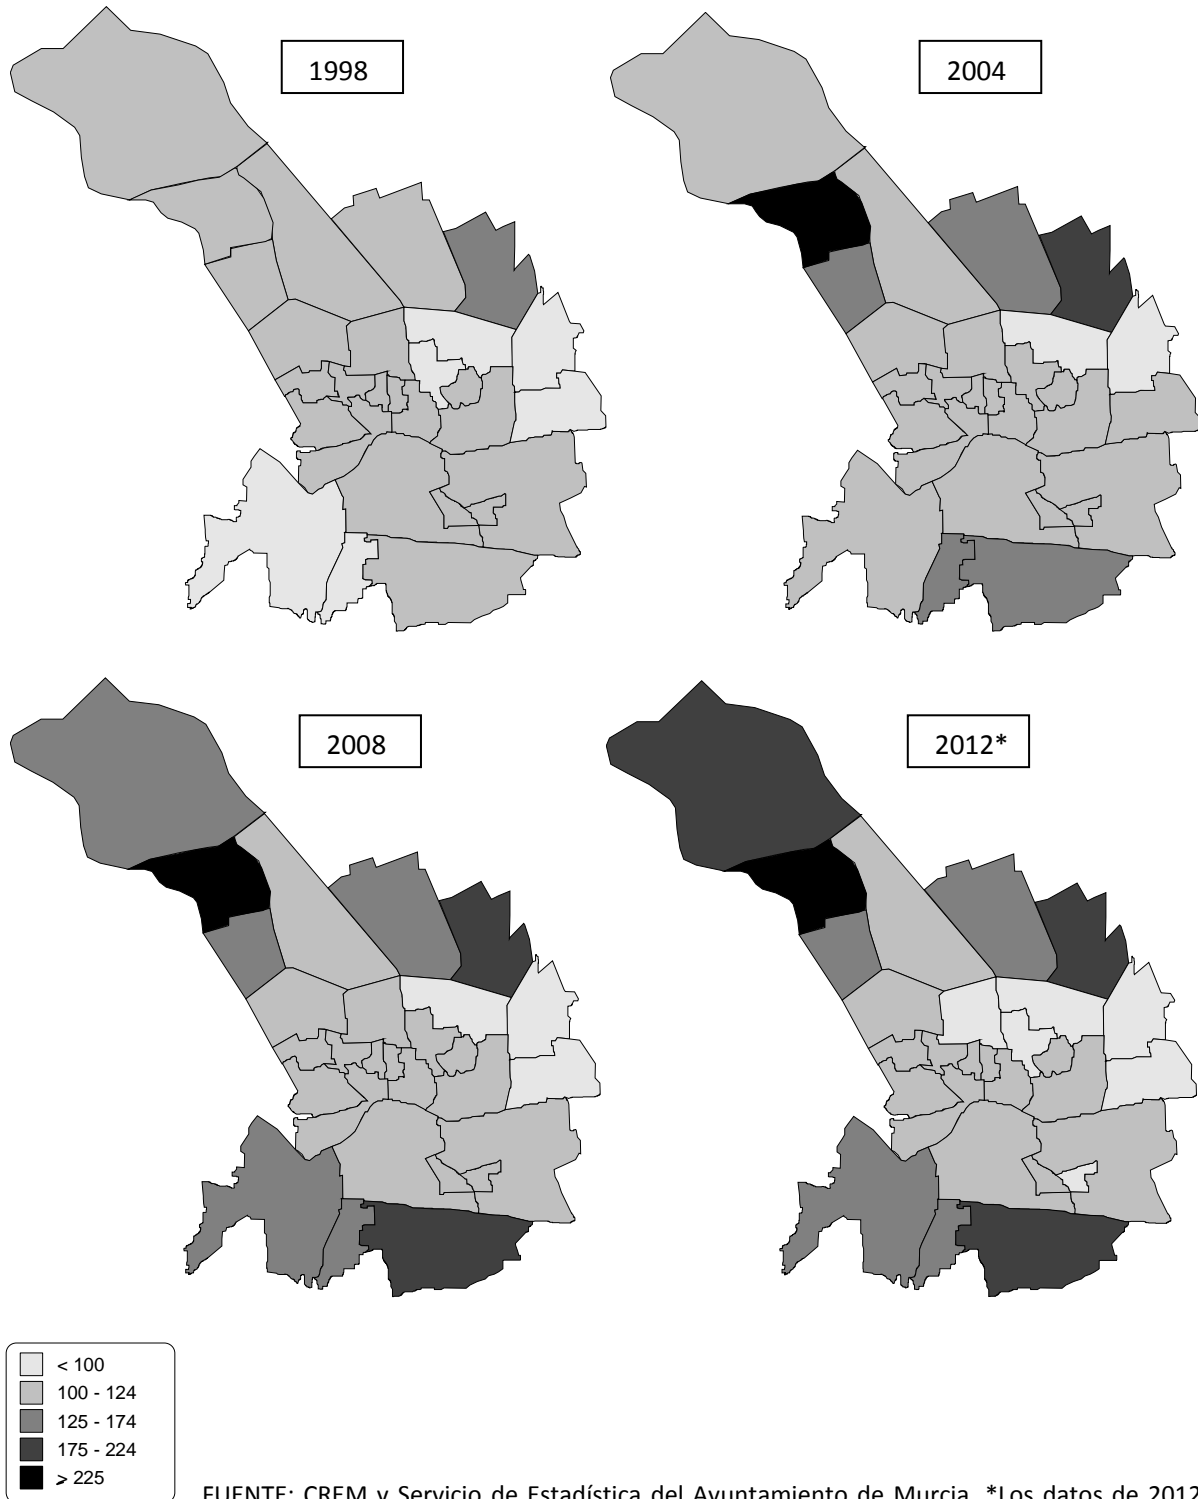 1998
2004
2008
2012*
< 100
100 - 124
125 - 174
175 - 224
≥ 225
FUENTE: CREM y Servicio de Estadística del Ayuntamiento de Murcia. *Los datos de 2012